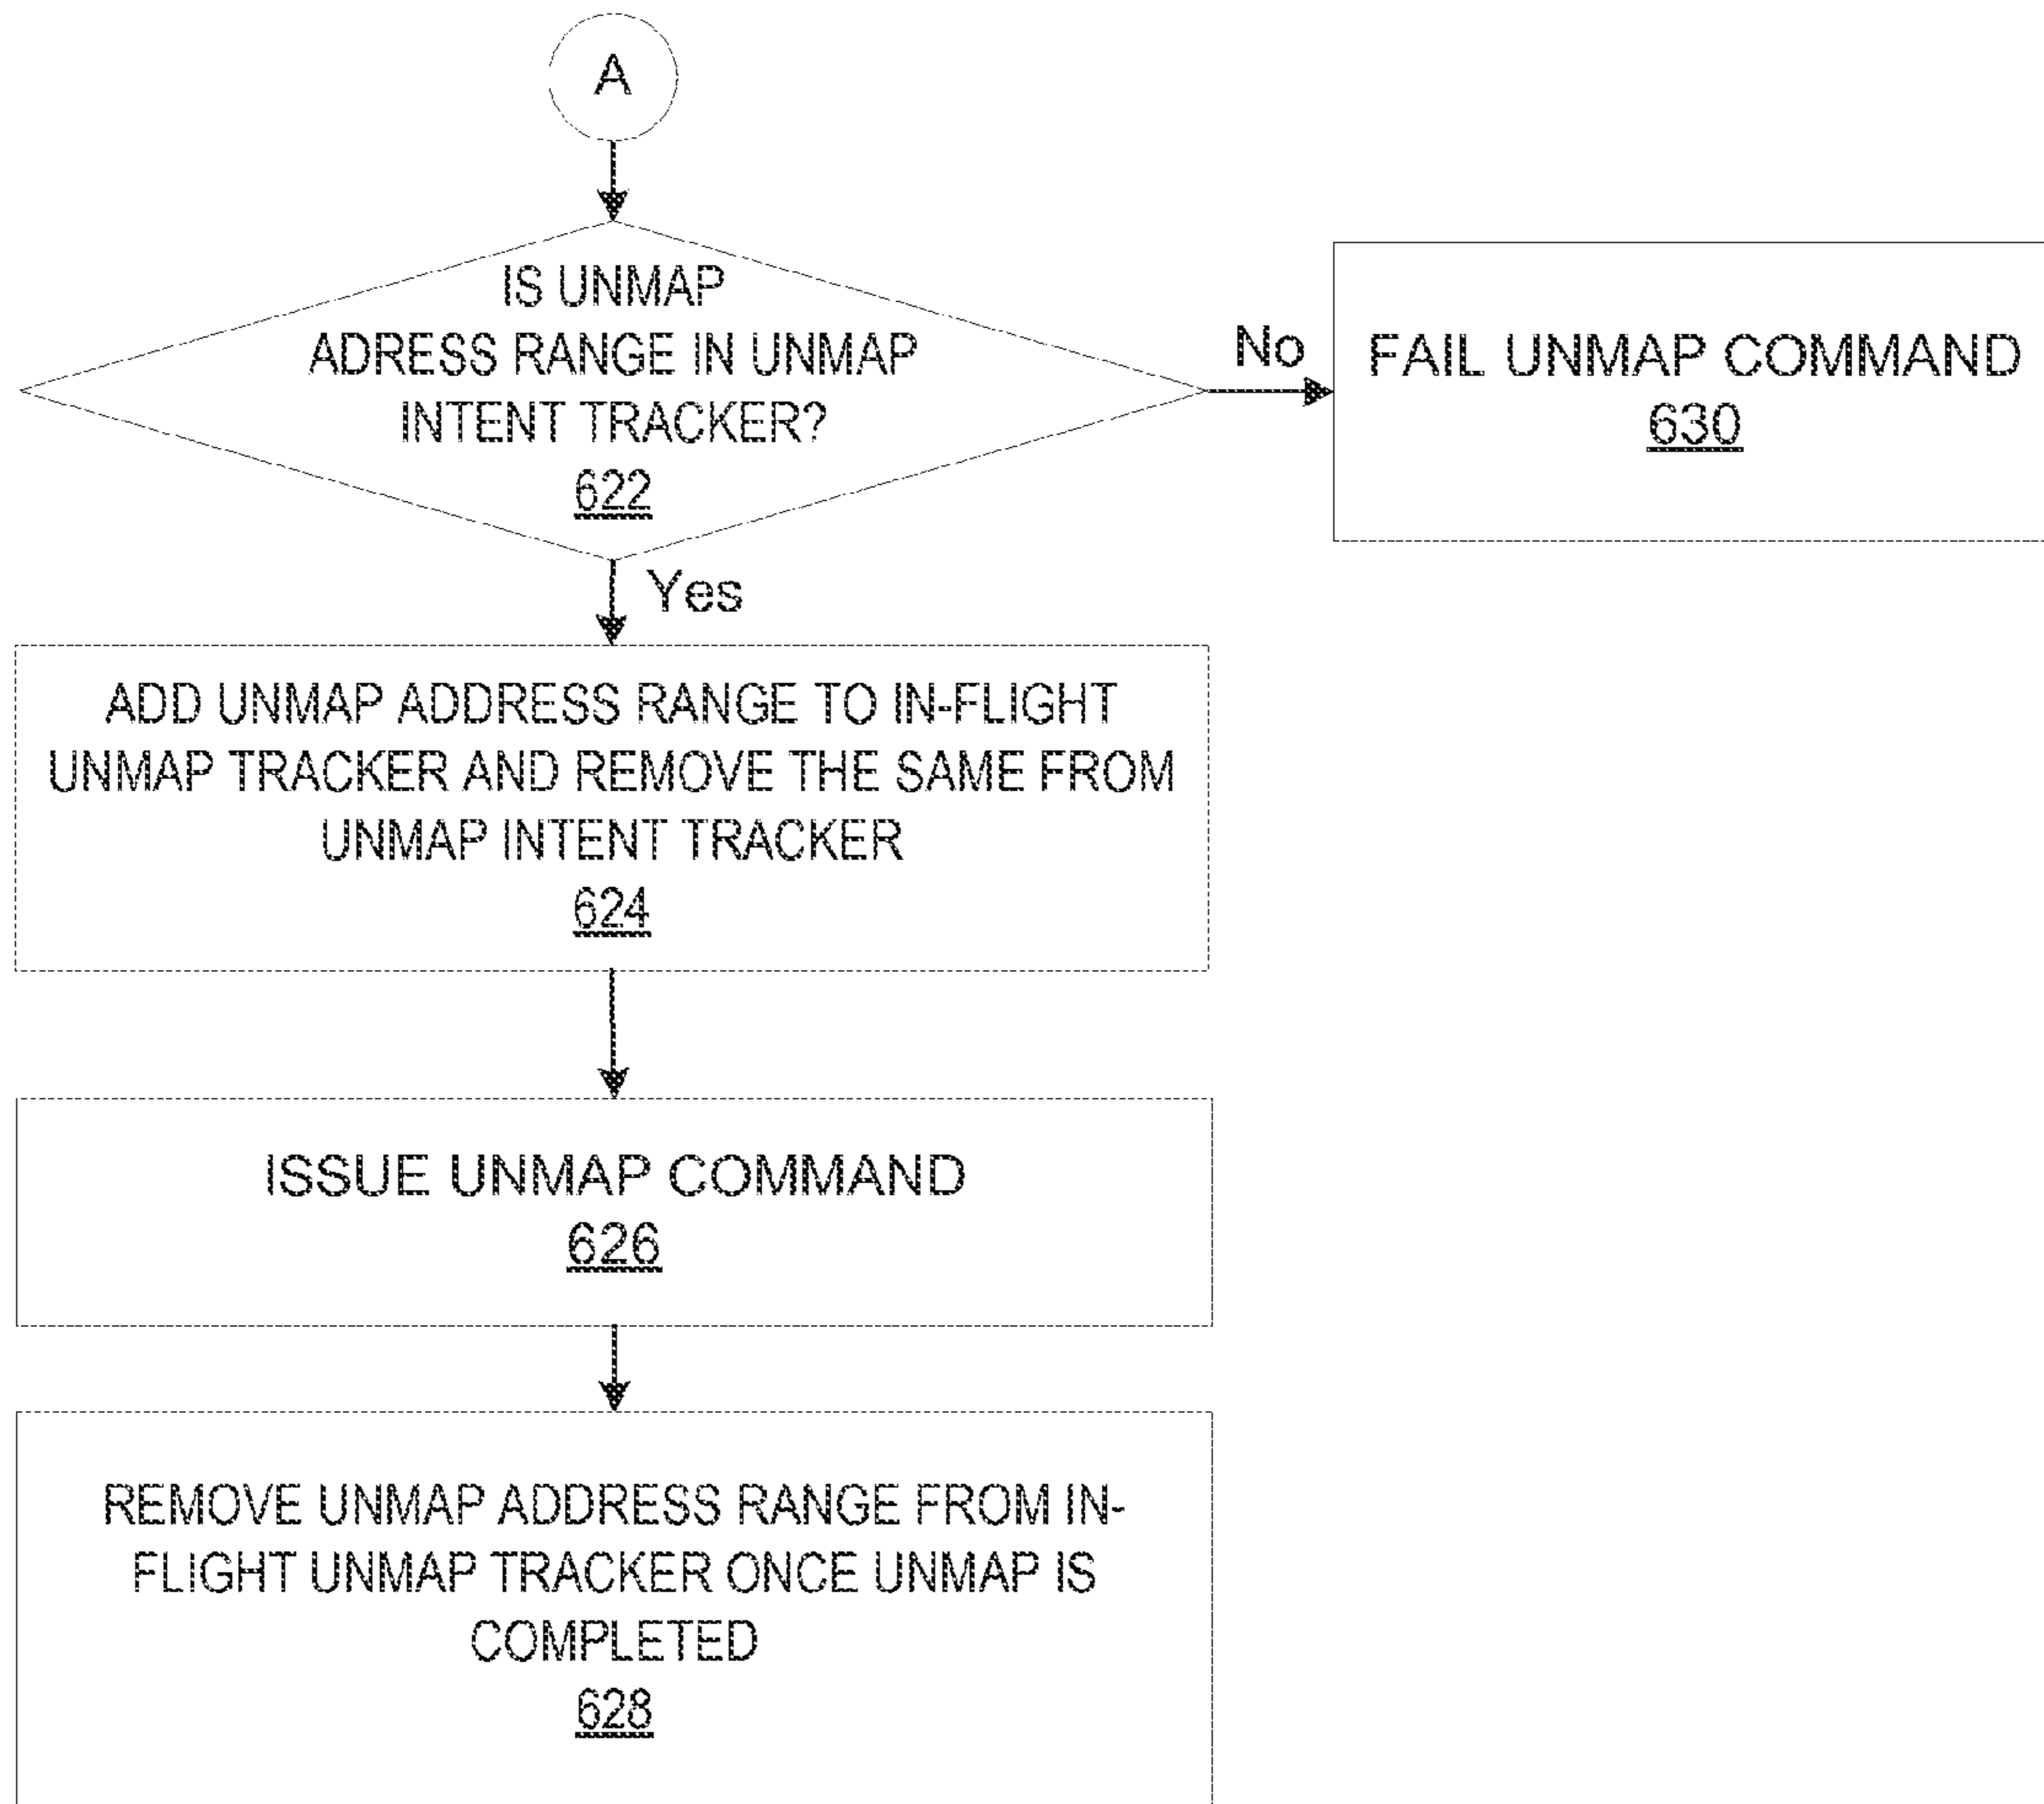 A
IS UNMAP
ADRESS RANGE IN UNMAP
INTENT TRACKER?
622
No
FAIL UNMAP COMMAND
630
Yes
ADD UNMAP ADDRESS RANGE TO IN-FLIGHT
UNMAP TRACKER AND REMOVE THE SAME FROM
UNMAP INTENT TRACKER
624
ISSUE UNMAP COMMAND
626
REMOVE UNMAP ADDRESS RANGE FROM IN-
FLIGHT UNMAP TRACKER ONCE UNMAP IS
COMPLETED
628